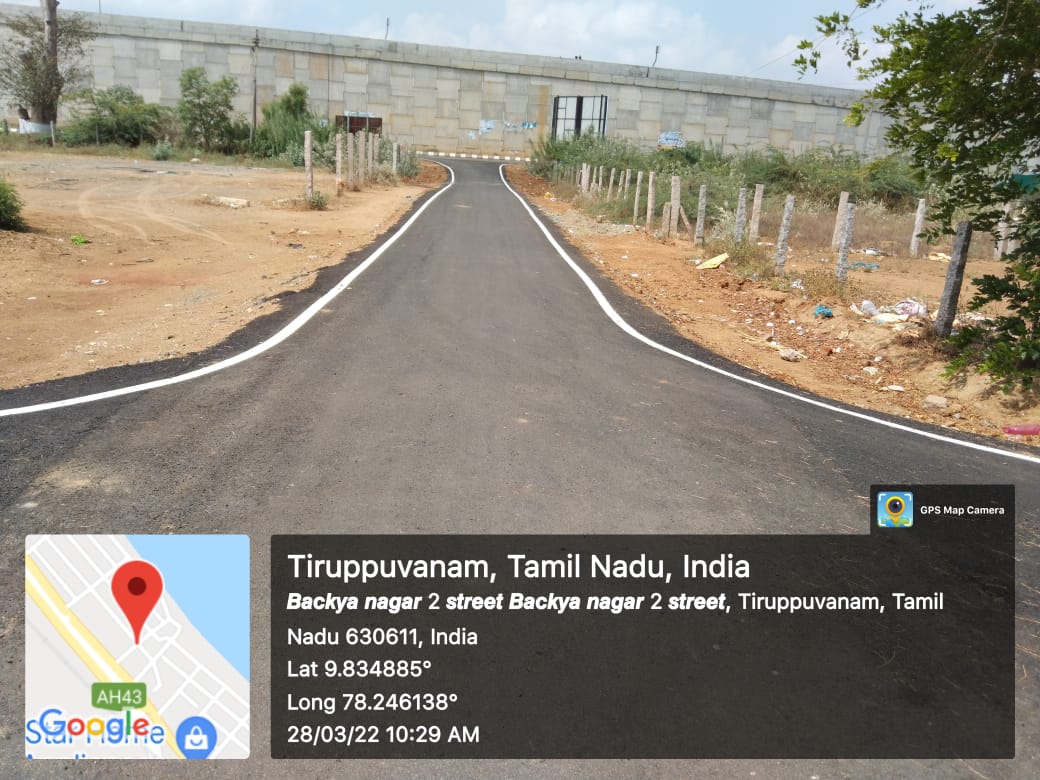 GPS Map Camera
Tiruppuvanam, Tamil Nadu, India
Backya nagar 2 street Backya nagar 2 street, Tiruppuvanam, Tamil
Nadu 630611, India
Lat 9.834885°
Long 78.246138°
28/03/22 10:29 AM
AH43
Google